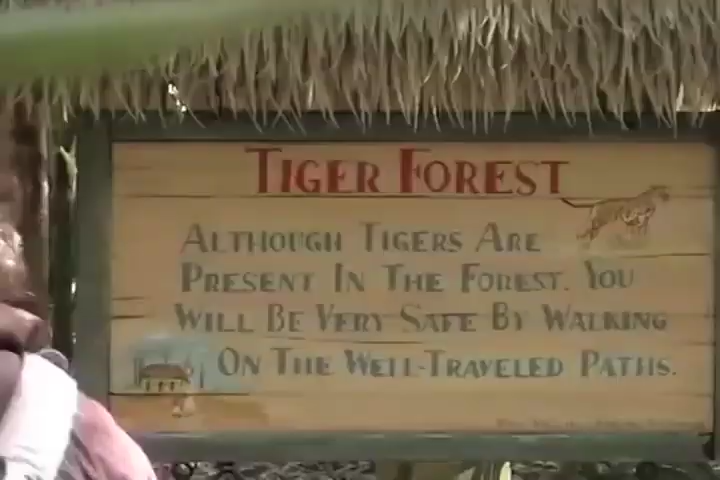 TIGER FOREST
ALTHOUGH TIGERS ARE
PRESENT IN THE FOREST. YOU
WILL BE VERY SAFE BY WALKING
ON THE WELL-TRAVELED PATHS.